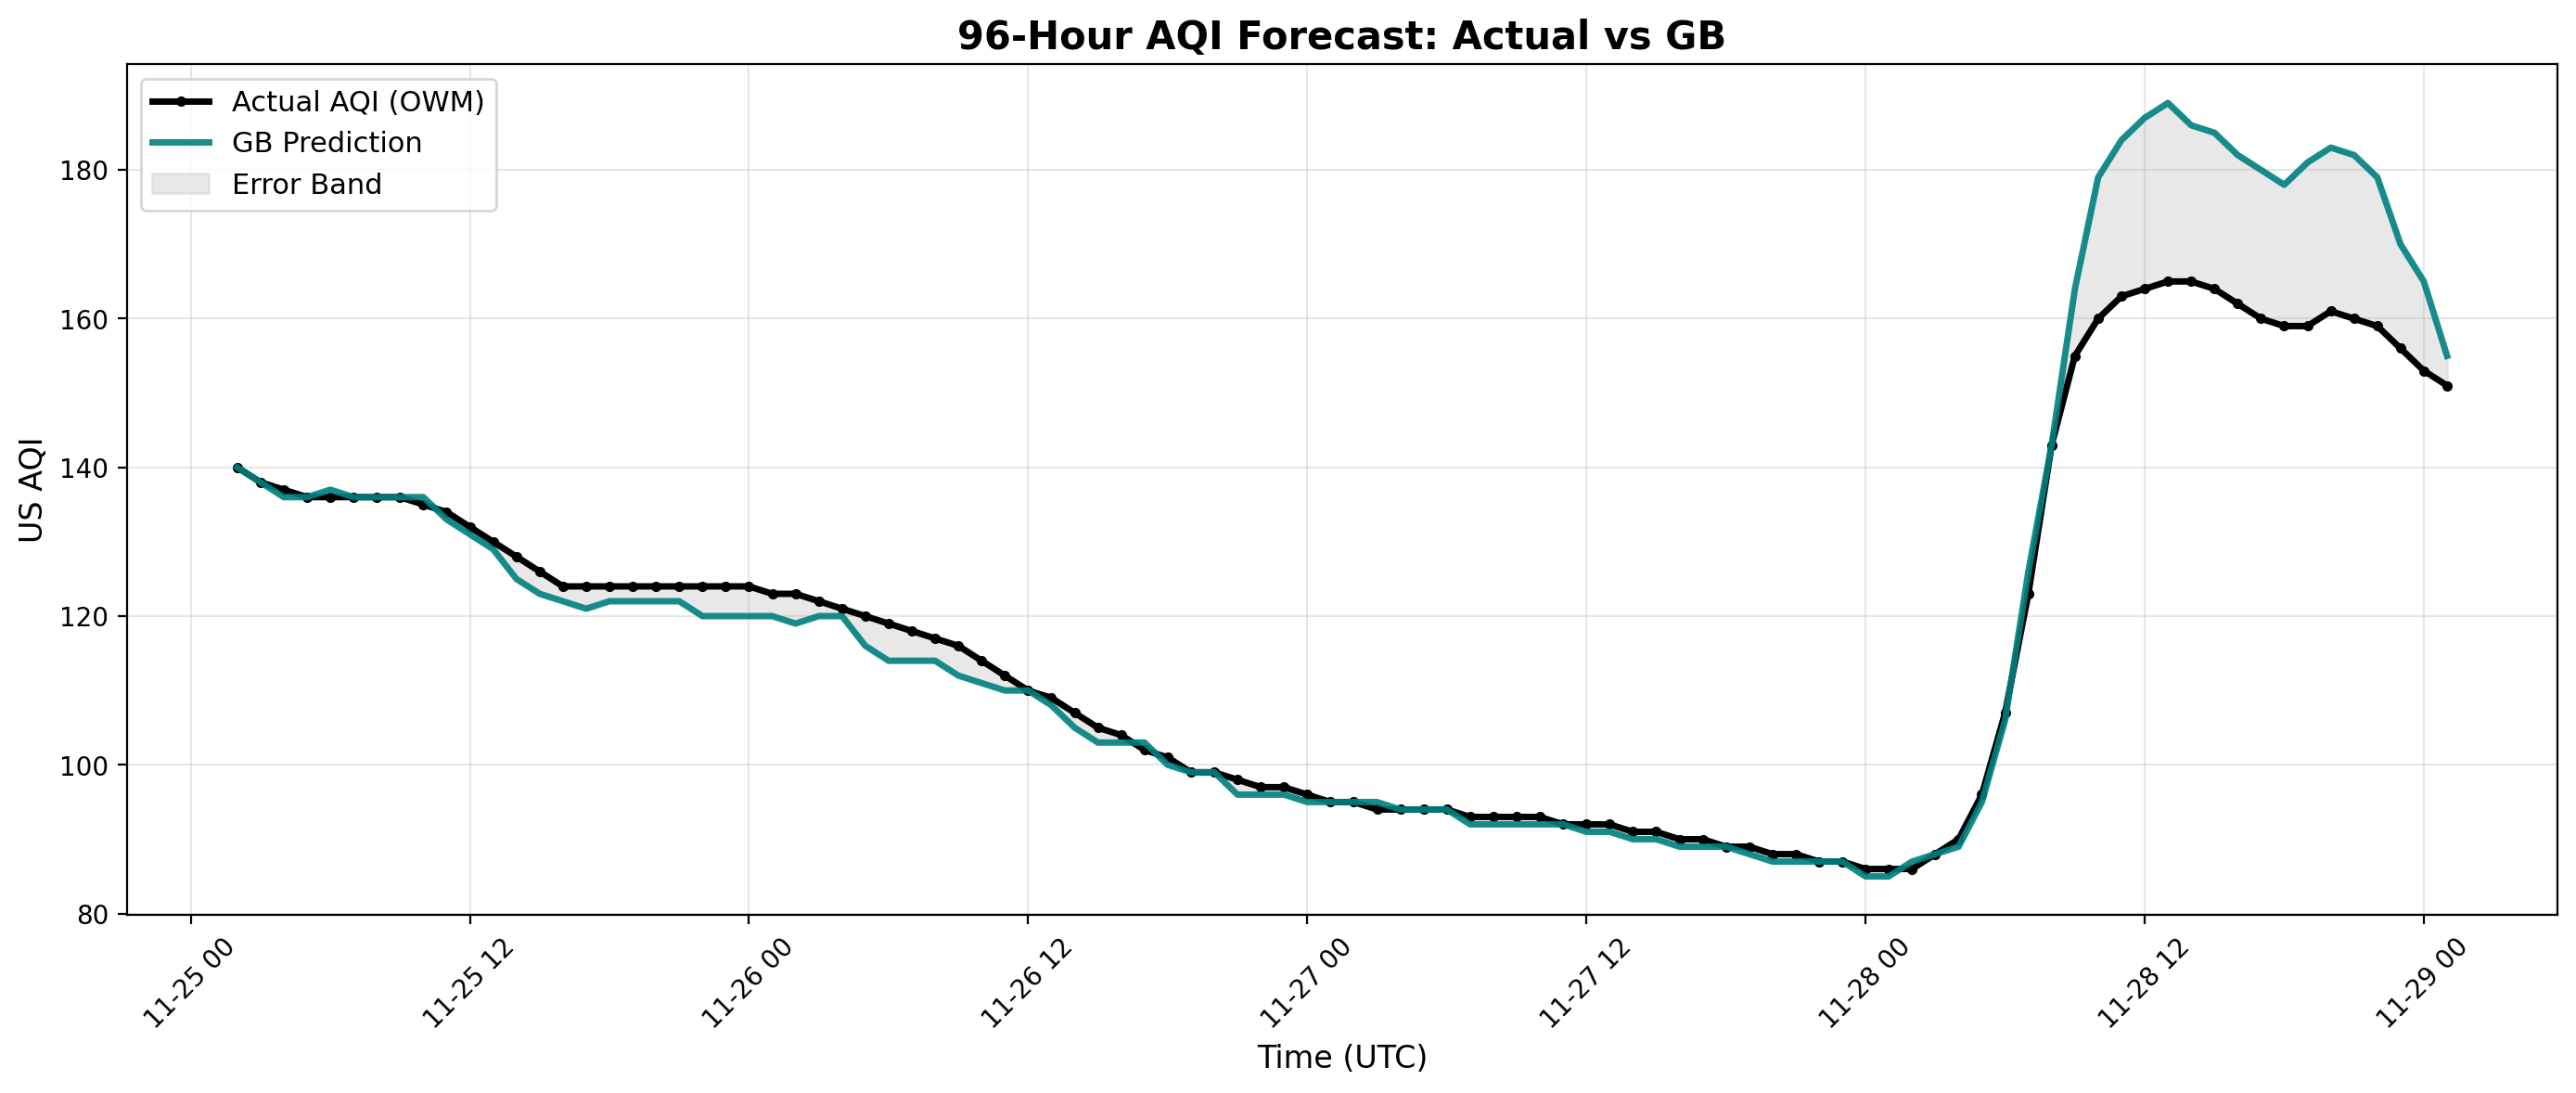 96-Hour AQI Forecast: Actual vs GB
Actual AQI (OWM)
GB Prediction
Error Band
US AQI
180
160
140
120
100
80
11-25 00
11-25 12
11-26 00
11-26 12
11-27 00
11-27 12
11-28 00
11-28 12
11-29 00
Time (UTC)